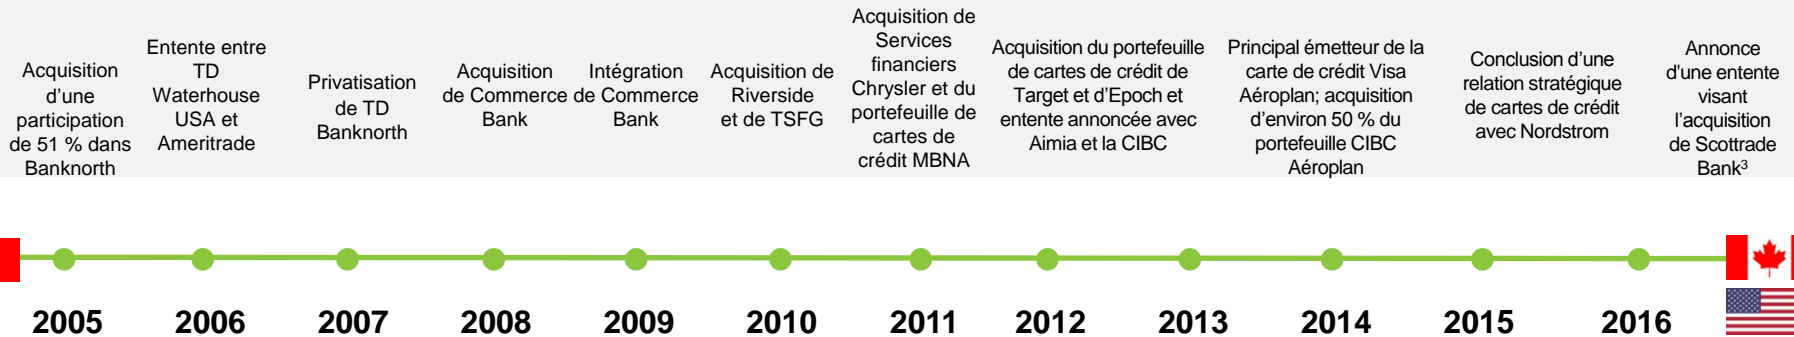 Acquisition
d'une
participation
de 51 % dans
Banknorth
Entente entre
TD
Waterhouse
USA et
Ameritrade
Privatisation
de TD
Banknorth
Acquisition
de Commerce
Bank
Intégration
de Commerce
Bank
Acquisition de
Riverside
et de TSFG
Acquisition de
Services
financiers
Chrysler et du
portefeuille de
cartes de
crédit MBNA
Acquisition du portefeuille
de cartes de crédit de
Target et d'Epoch et
entente annoncée avec
Aimia et la CIBC
Principal émetteur de la
carte de crédit Visa
Aéroplan; acquisition
d'environ 50 % du
portefeuille CIBC
Aéroplan
Conclusion d'une
relation stratégique
de cartes de crédit
avec Nordstrom
Annonce
d'une entente
visant
l'acquisition
de Scottrade
Bank³
2005
2006
2007
2008
2009
2010
2011
2012
2013
2014
2015
2016